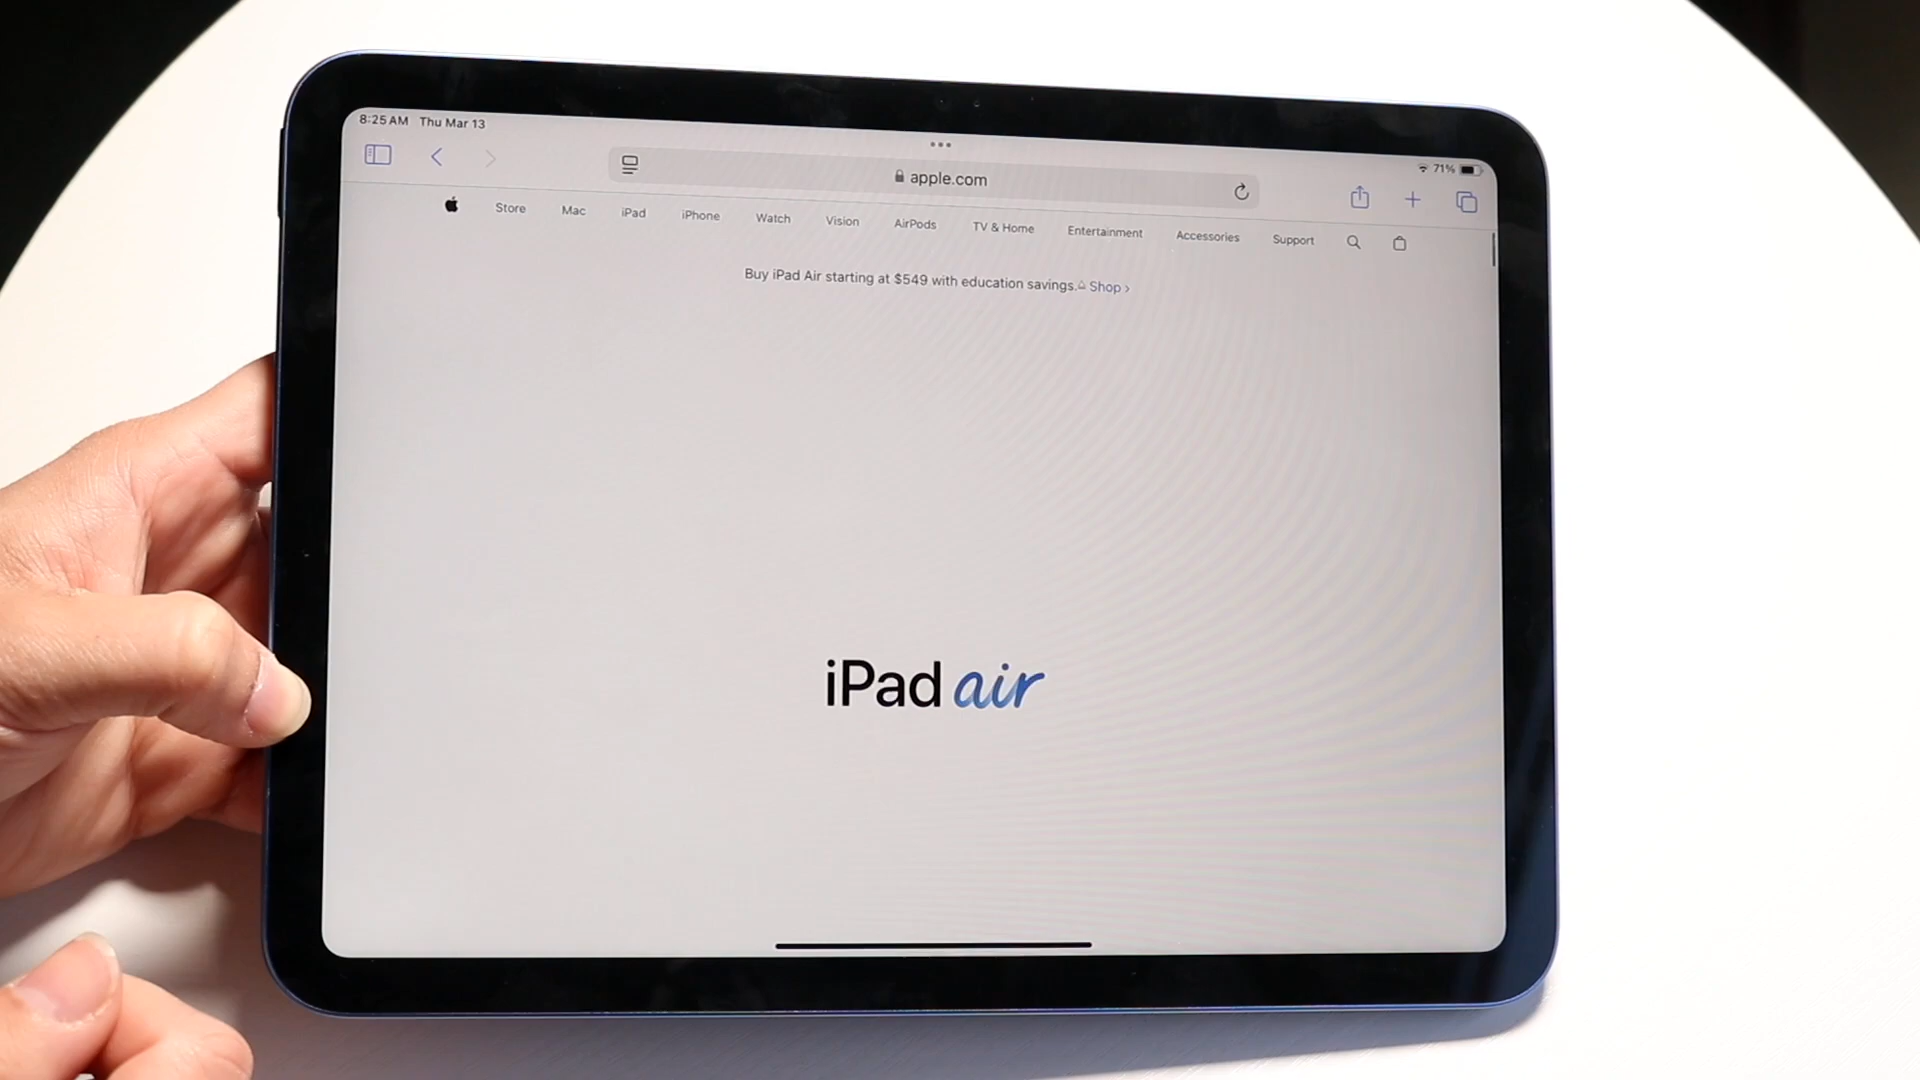 8:25 AM Thu Mar 13
71%
apple.com
Store Mac iPad iPhone Watch Vision AirPods TV & Home Entertainment Accessories Support
Buy iPad Air starting at $549 with education savings.△ Shop ›
iPad air